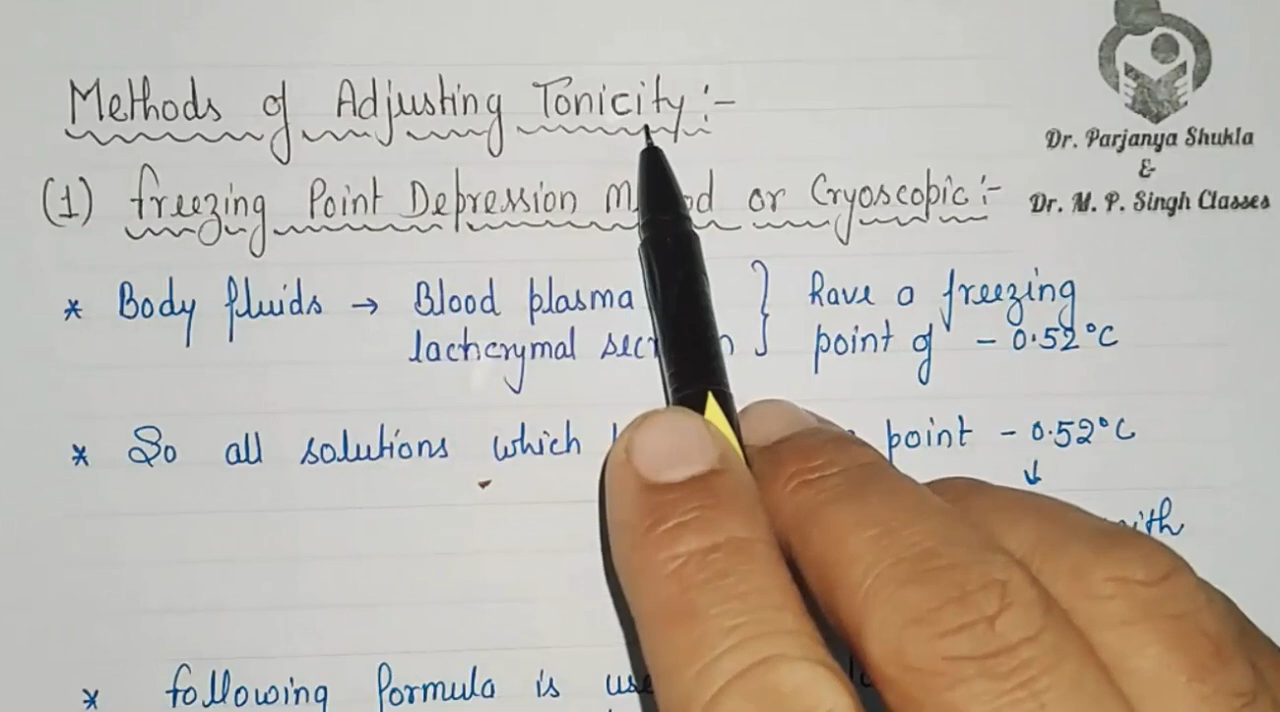 Methods of Adjusting Tonicity :-
(1) freezing Point Depression or Cryoscopic :-
* Body fluids → Blood plasma } have a freezing
lachrymal point of - 0.52°C
* So all solutions which point - 0.52°C
↓
with
* following formula is
Dr. Parjanya Shukla
&
Dr. M. P. Singh Classes